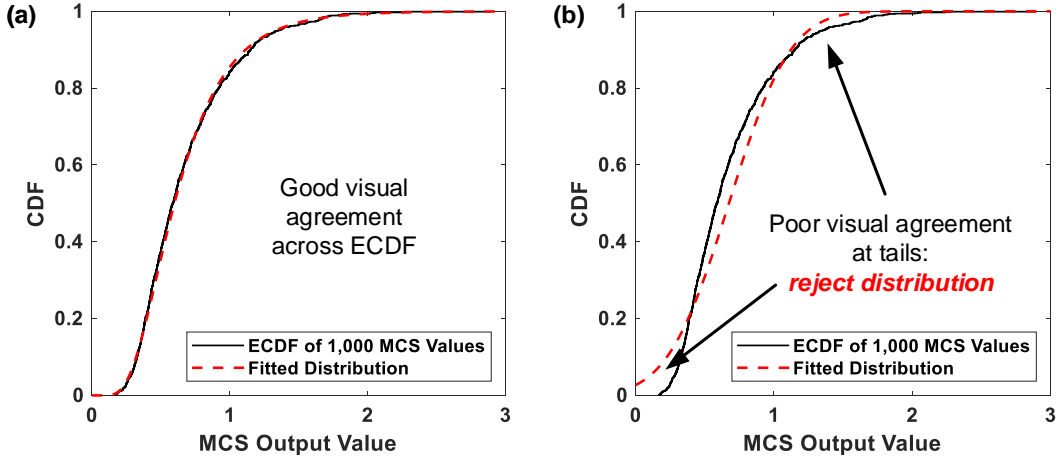 (a)
1
0.8
0.6
0.4
0.2
0
CDF
Good visual
agreement
across ECDF
ECDF of 1,000 MCS Values
Fitted Distribution
0
1
2
3
MCS Output Value
(b)
1
0.8
0.6
0.4
0.2
0
CDF
Poor visual agreement
at tails:
reject distribution
ECDF of 1,000 MCS Values
Fitted Distribution
0
1
2
3
MCS Output Value